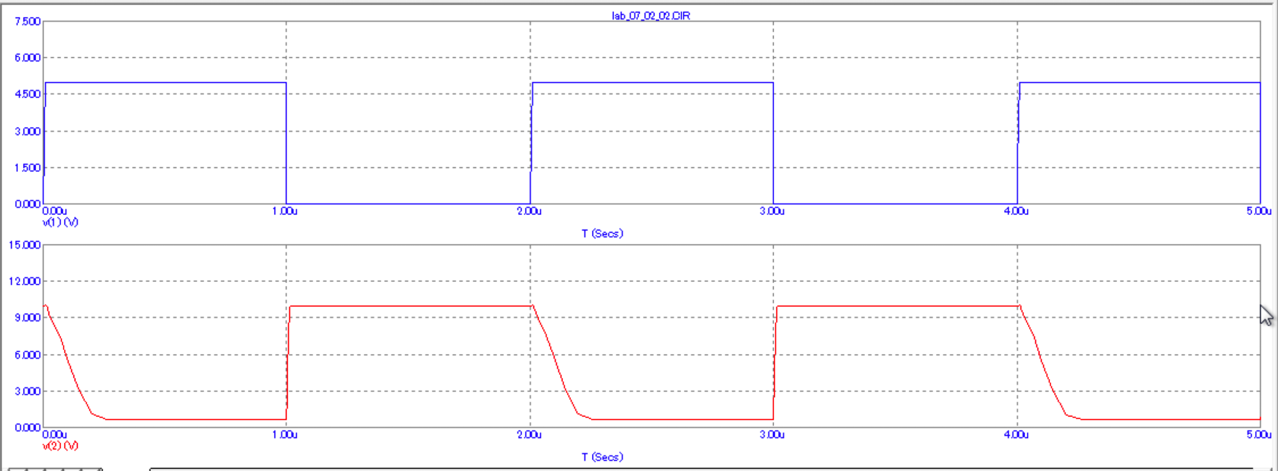 lab_07_02_02.CIR
7.500
6.000
4.500
3.000
1.500
0.000
0.00u 1.00u 2.00u 3.00u 4.00u 5.00u
v(1) (V)
T (Secs)
15.000
12.000
9.000
6.000
3.000
0.000
0.00u 1.00u 2.00u 3.00u 4.00u 5.00u
v(2) (V)
T (Secs)